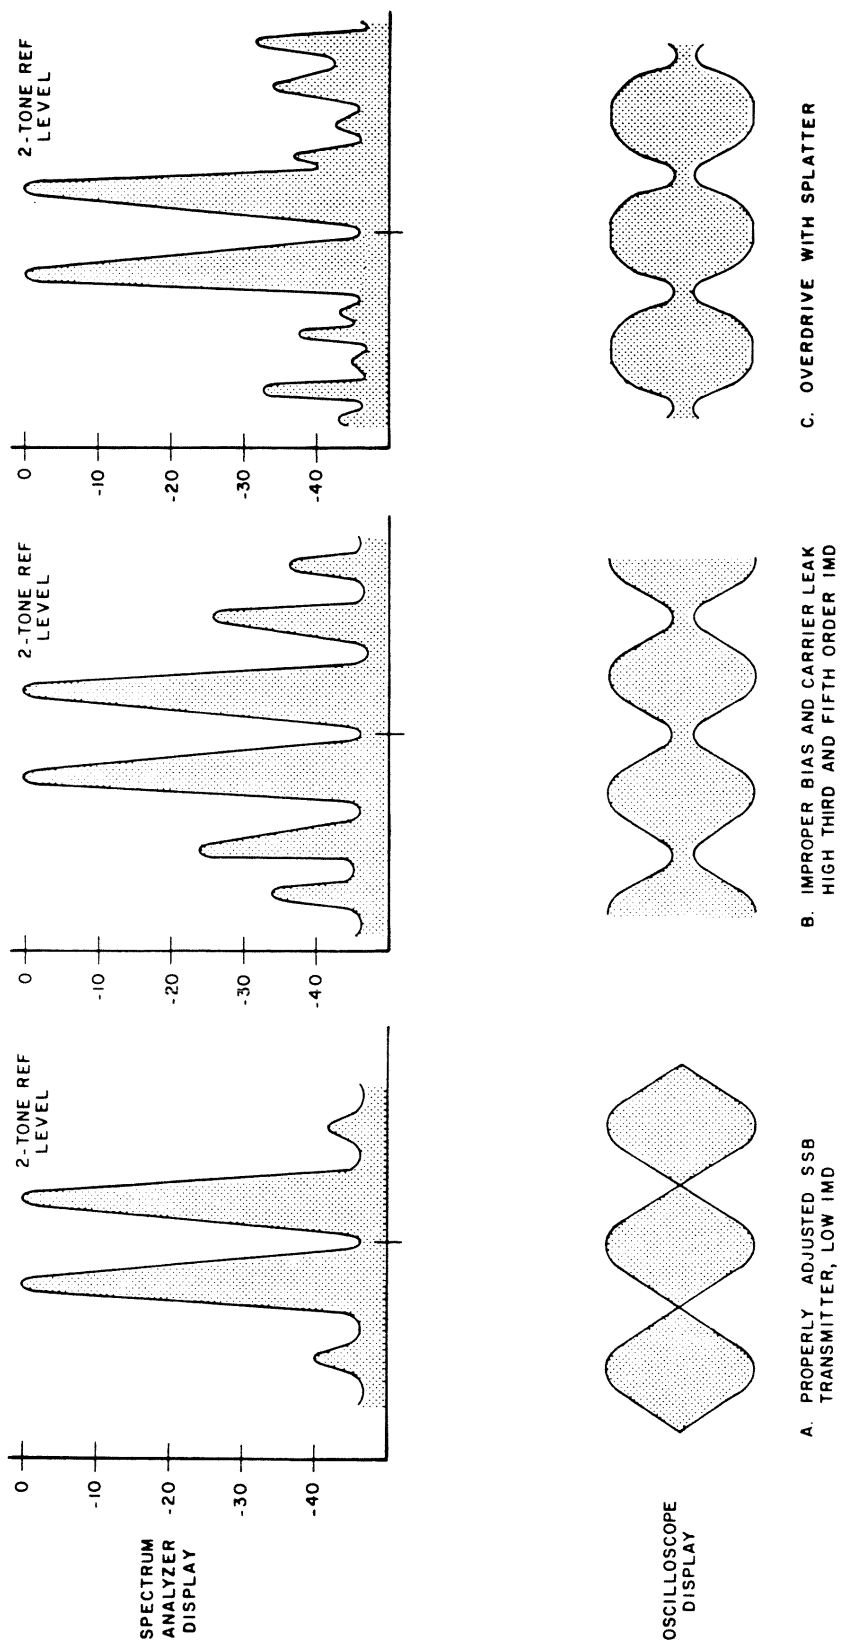 SPECTRUM
ANALYZER
DISPLAY
0
-10
-20
-30
-40
2-TONE REF
LEVEL
0
-10
-20
-30
-40
2-TONE REF
LEVEL
0
-10
-20
-30
-40
2-TONE REF
LEVEL
OSCILLOSCOPE
DISPLAY
A. PROPERLY ADJUSTED SSB
TRANSMITTER, LOW IMD
B. IMPROPER BIAS AND CARRIER LEAK
HIGH THIRD AND FIFTH ORDER IMD
C. OVERDRIVE WITH SPLATTER